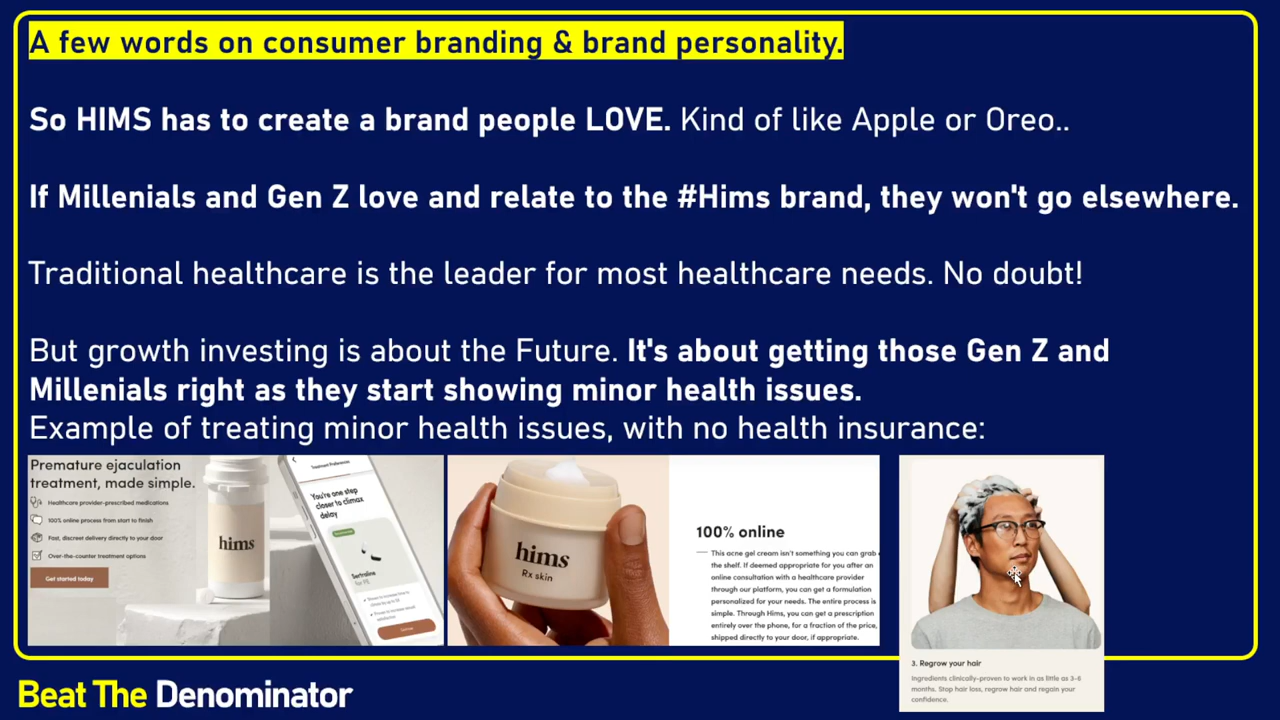 A few words on consumer branding & brand personality.
So HIMS has to create a brand people LOVE. Kind of like Apple or Oreo..
If Millenials and Gen Z love and relate to the #Hims brand, they won't go elsewhere.
Traditional healthcare is the leader for most healthcare needs. No doubt!
But growth investing is about the Future. It's about getting those Gen Z and
Millenials right as they start showing minor health issues.
Example of treating minor health issues, with no health insurance:
Premature ejaculation
treatment, made simple.
Healthcare provider-prescribed medications
100% online process from start to finish
Fast, discreet delivery directly to your door
Over-the-counter treatment options
Get started today
hims
Treatment Preferences
You're one step
closer to climax
delay
Sertraline
for PE
hims
Rx skin
100% online
This acne gel cream isn't something you can grab
the shelf. If deemed appropriate for you after an
online consultation with a healthcare provider
through our platform, you can get a formulation
personalized for your needs. The entire process is
simple. Through Hims, you can get a prescription
entirely over the phone, for a fraction of the price,
shipped directly to your door, if appropriate.
3. Regrow your hair
Ingredients clinically-proven to work in as little as 3-6
months. Stop hair loss, regrow hair and regain your
confidence.
Beat The Denominator